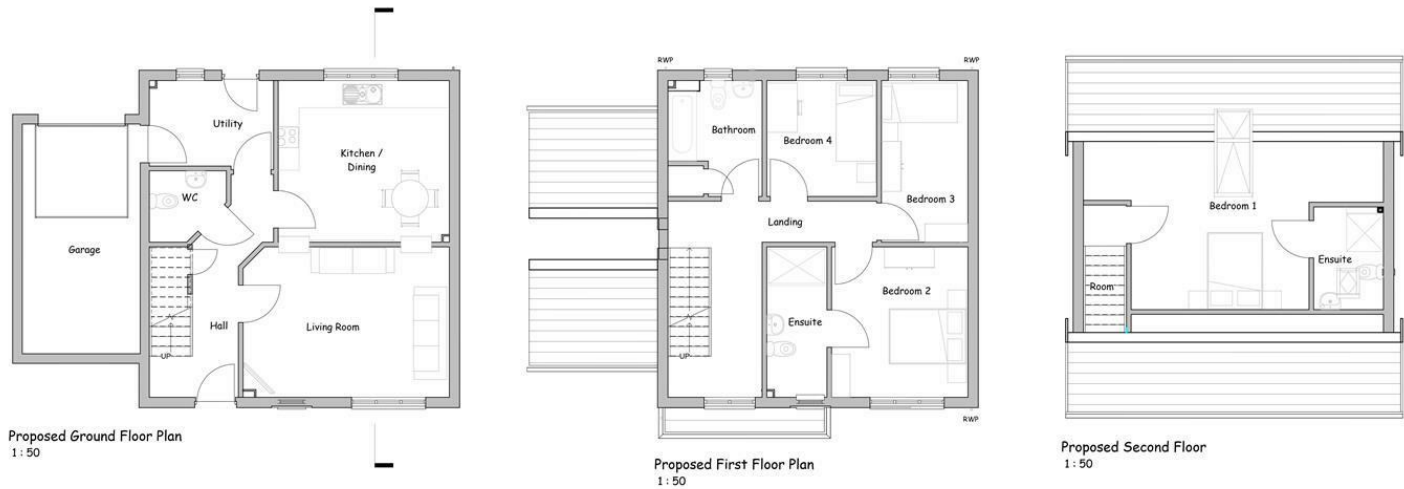 Utility
Kitchen /
Dining
WC
Garage
Hall
Living Room
UP
Proposed Ground Floor Plan
1 : 50
RWP
RWP
Bathroom
Bedroom 4
Bedroom 3
Landing
Bedroom 2
Ensuite
UP
RWP
Proposed First Floor Plan
1 : 50
Bedroom 1
Ensuite
Room
Proposed Second Floor
1 : 50